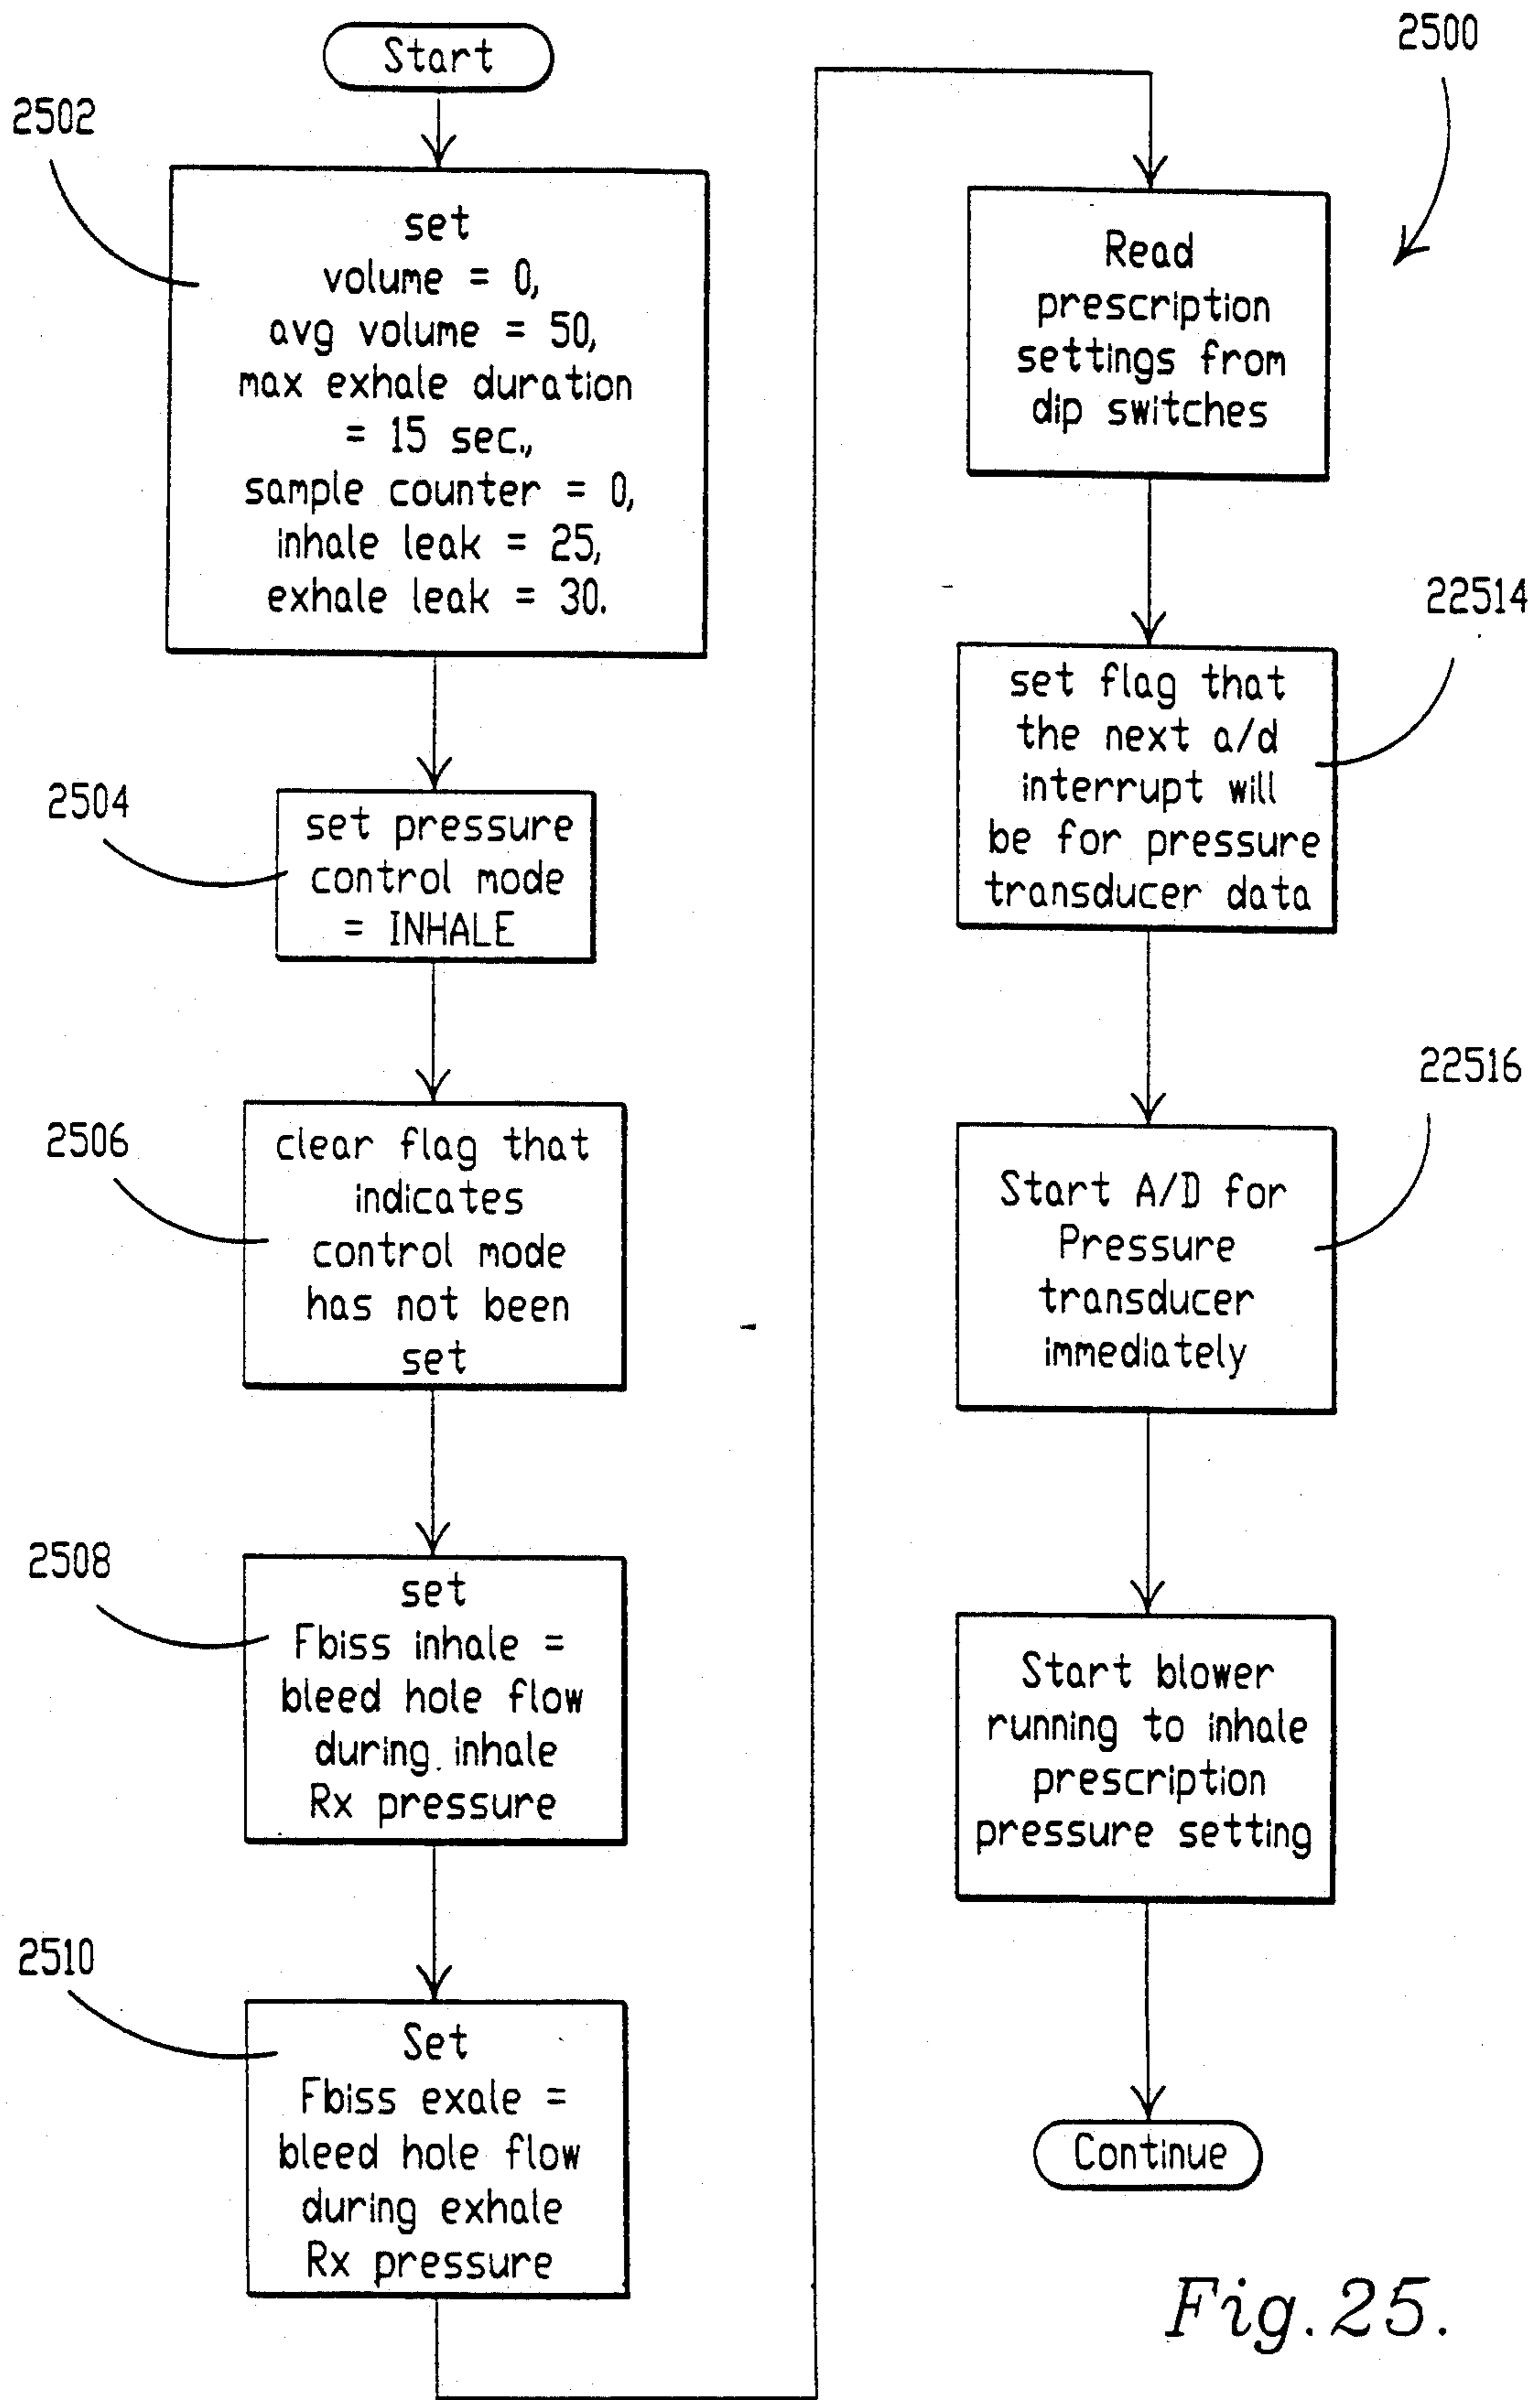 Start
2502
set
volume = 0,
avg volume = 50,
max exhale duration
= 15 sec.,
sample counter = 0,
inhale leak = 25,
exhale leak = 30.
2504
set pressure
control mode
= INHALE
2506
clear flag that
indicates
control mode
has not been
set
2508
set
Fbiss inhale =
bleed hole flow
during inhale
Rx pressure
2510
Set
Fbiss exale =
bleed hole flow
during exhale
Rx pressure
2500
Read
prescription
settings from
dip switches
22514
set flag that
the next a/d
interrupt will
be for pressure
transducer data
22516
Start A/D for
Pressure
transducer
immediately
Start blower
running to inhale
prescription
pressure setting
Continue
Fig. 25.